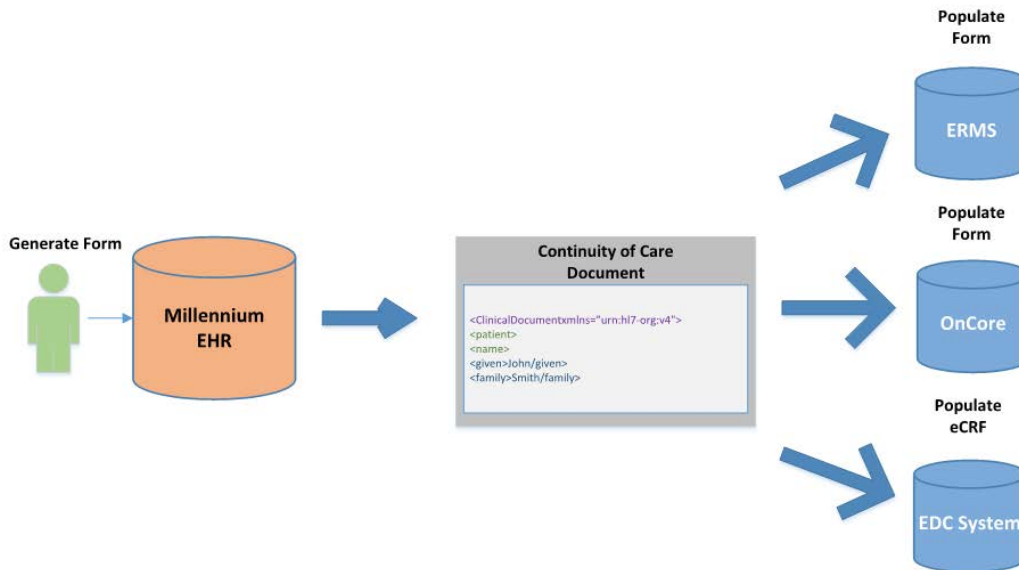 Generate Form
Millennium
EHR
Continuity of Care
Document
<ClinicalDocumentxmlns="urn:hl7-org:v4">
<patient>
<name>
<given>John/given>
<family>Smith/family>
Populate
Form
ERMS
Populate
Form
OnCore
Populate
eCRF
EDC System